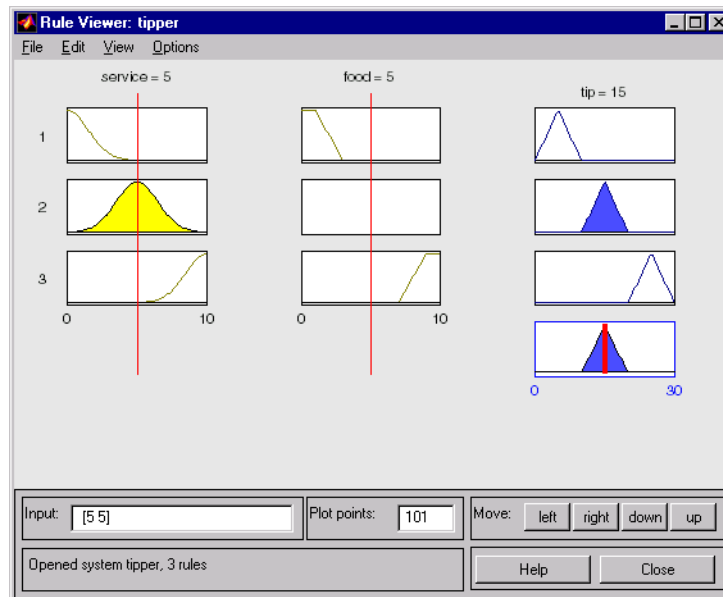 Rule Viewer: tipper
File Edit View Options
service = 5
food = 5
tip = 15
1
2
3
0 10
0 10
0 30
Input: [5 5]
Plot points: 101
Move: left right down up
Opened system tipper, 3 rules
Help Close